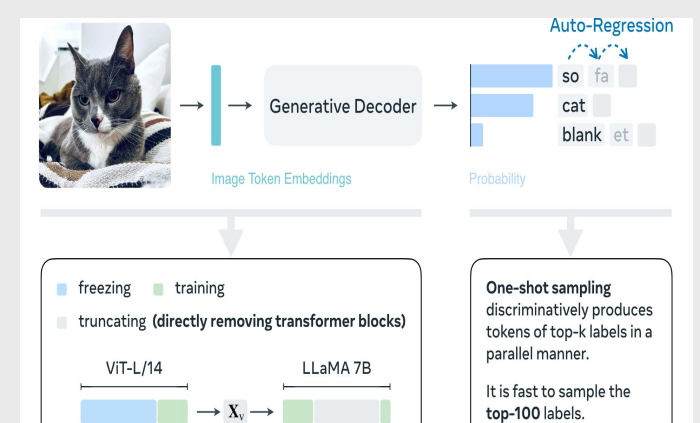 Auto-Regression
Generative Decoder
so fa
cat
blank et
Image Token Embeddings
Probability
freezing training
truncating (directly removing transformer blocks)
ViT-L/14 LLaMA 7B
Xv
One-shot sampling
discriminatively produces
tokens of top-k labels in a
parallel manner.
It is fast to sample the
top-100 labels.